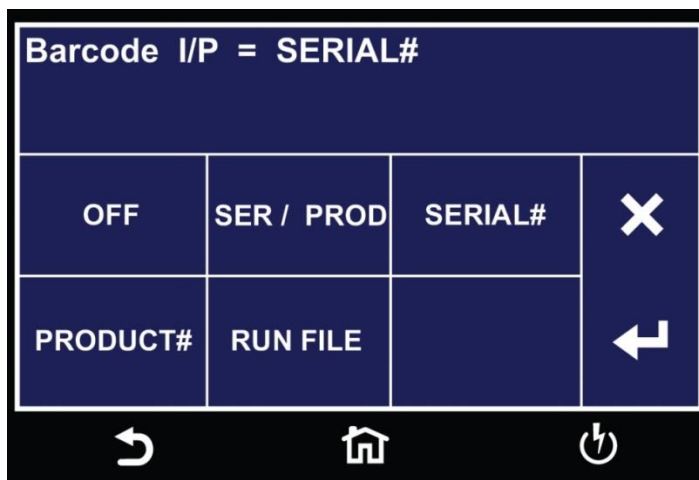 Barcode I/P = SERIAL#
OFF
SER / PROD
SERIAL#
PRODUCT#
RUN FILE